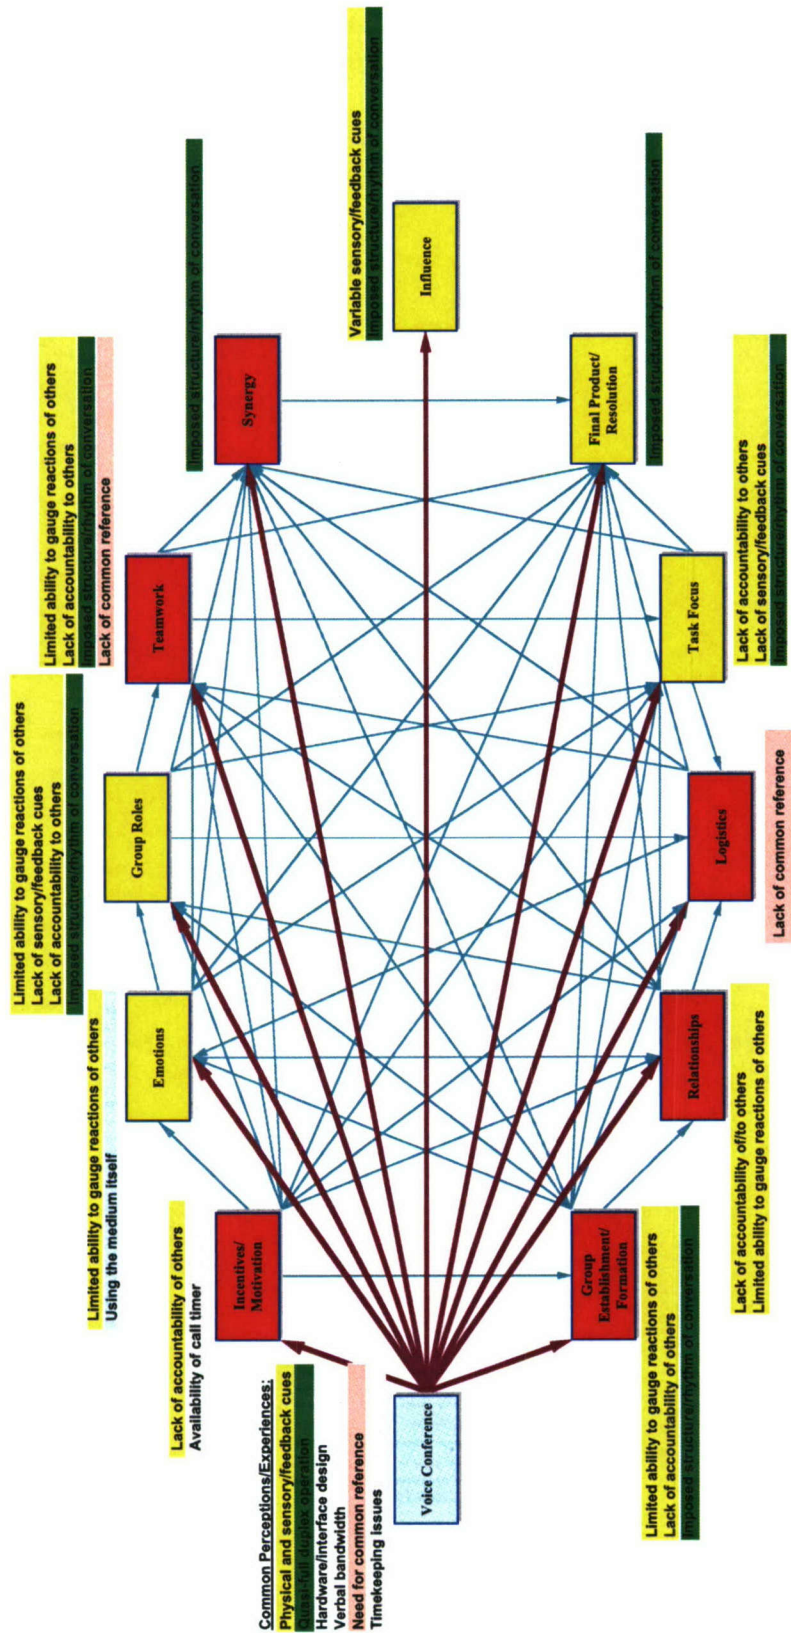 Common Perceptions/Experiences:
Physical and sensory/feedback cues
Quasi-full duplex operation
Hardware/interface design
Verbal bandwidth
Need for common reference
Timekeeping issues
Voice Conference
Lack of accountability of others
Availability of call timer
Incentives/
Motivation
Limited ability to gauge reactions of others
Using the medium itself
Emotions
Limited ability to gauge reactions of others
Lack of sensory/feedback cues
Lack of accountability to others
Imposed structure/rhythm of conversation
Group Roles
Limited ability to gauge reactions of others
Lack of accountability to others
Imposed structure/rhythm of conversation
Lack of common reference
Teamwork
Imposed structure/rhythm of conversation
Synergy
Variable sensory/feedback cues
Imposed structure/rhythm of conversation
Influence
Final Product/
Resolution
Imposed structure/rhythm of conversation
Task Focus
Lack of accountability to others
Lack of sensory/feedback cues
Imposed structure/rhythm of conversation
Logistics
Lack of common reference
Relationships
Lack of accountability of/to others
Limited ability to gauge reactions of others
Group
Establishment/
Formation
Limited ability to gauge reactions of others
Lack of accountability of others
Imposed structure/rhythm of conversation